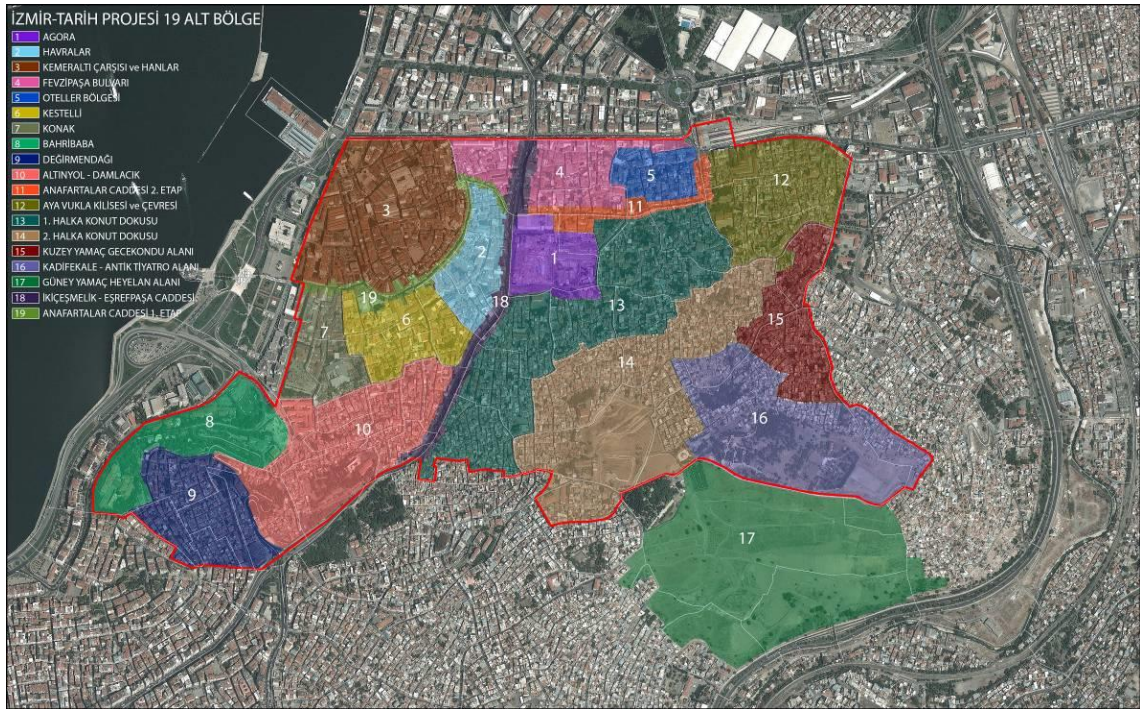 İZMİR-TARİH PROJESİ 19 ALT BÖLGE
1 AGORA
2 HAVRALAR
3 KEMERALTI ÇARŞISI ve HANLAR
4 FEVZİPAŞA BULVARI
5 OTELLER BÖLGESİ
6 KESTELLİ
7 KONAK
8 BAHRİBABA
9 DEĞİRMENDAĞI
10 ALTINYOL - DAMLACIK
11 ANAFARTALAR CADDESİ 2. ETAP
12 AYA VUKLA KİLİSESİ ve ÇEVRESİ
13 1. HALKA KONUT DOKUSU
14 2. HALKA KONUT DOKUSU
15 KUZEY YAMAÇ GECEKONDU ALANI
16 KADİFEKALE - ANTİK TİYATRO ALANI
17 GÜNEY YAMAÇ HEYELAN ALANI
18 İKİÇEŞMELİK - EŞREFPAŞA CADDESİ
19 ANAFARTALAR CADDESİ 1. ETAP
4
5
12
11
3
2
1
19
18
13
6
15
7
14
8
10
16
9
17